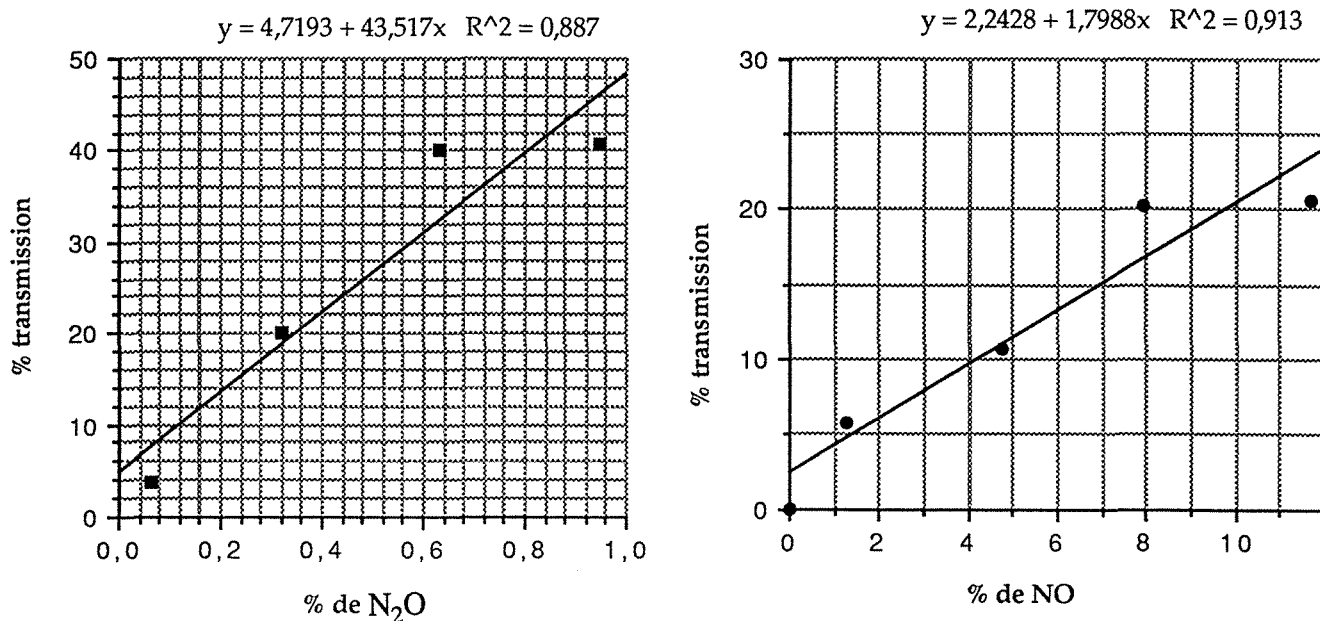 y = 4,7193 + 43,517x R^2 = 0,887
50
40
30
20
10
0
% transmission
0,0 0,2 0,4 0,6 0,8 1,0
% de N₂O
y = 2,2428 + 1,7988x R^2 = 0,913
30
20
10
0
% transmission
0 2 4 6 8 10
% de NO